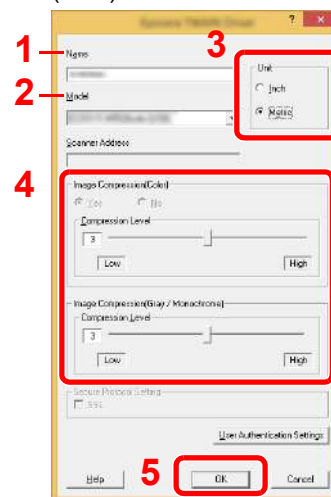 ?
1
3
Name
Unit
Inch
Metric
2
Model
Scanner Address
4
Image Compression(Color)
Yes No
Compression Level
3
Low High
Image Compression(Gray / Monochrome)
Compression Level
3
Low High
Secure Protocol Setting
SSL
User Authentication Settings
5
Help OK Cancel